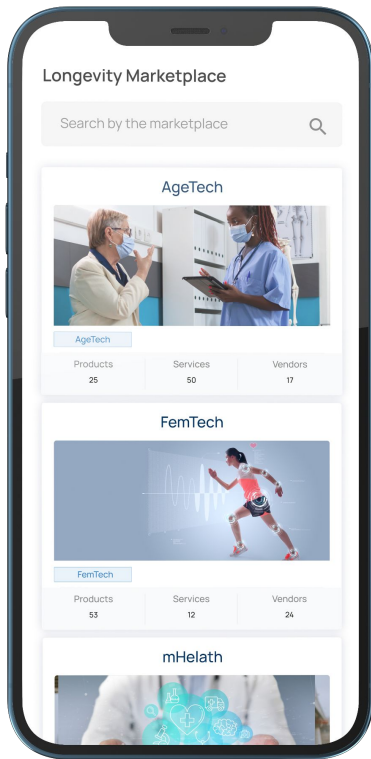 Longevity Marketplace
Search by the marketplace
AgeTech
AgeTech
Products Services Vendors
25 50 17
FemTech
FemTech
Products Services Vendors
53 12 24
mHelath